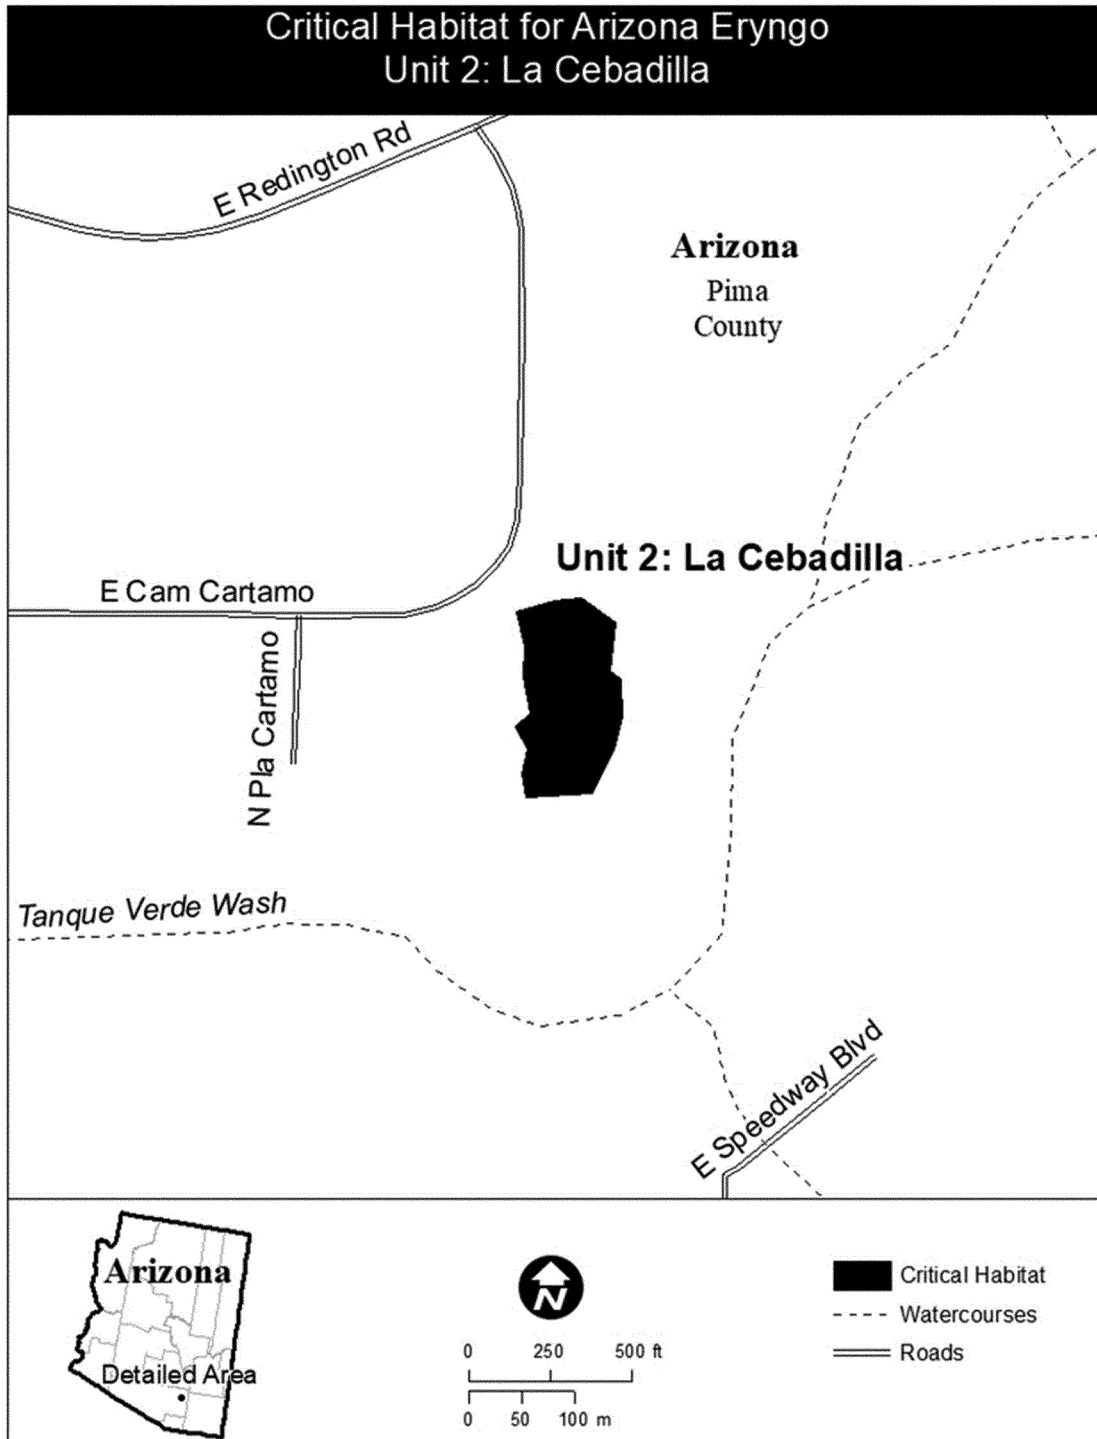 Critical Habitat for Arizona Eryngo
Unit 2: La Cebadilla
E Redington Rd
Arizona
Pima
County
Unit 2: La Cebadilla
E Cam Cartamo
N Pla Cartamo
Tanque Verde Wash
E Speedway Blvd
Arizona
Detailed Area
N
0 250 500 ft
0 50 100 m
Critical Habitat
Watercourses
Roads